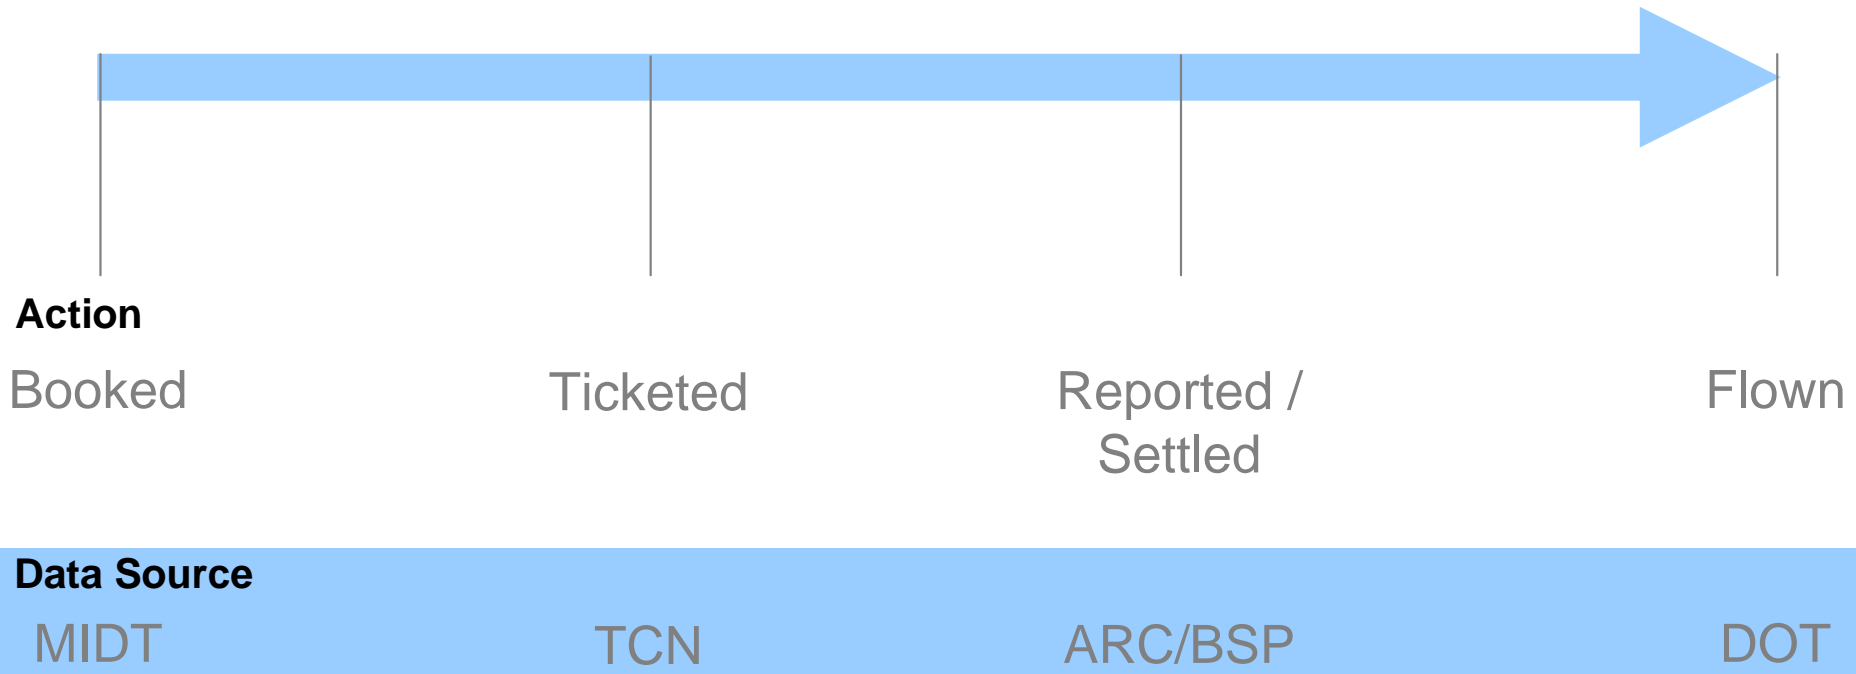 Action
Booked
Ticketed
Reported /
Settled
Flown
Data Source
MIDT
TCN
ARC/BSP
DOT